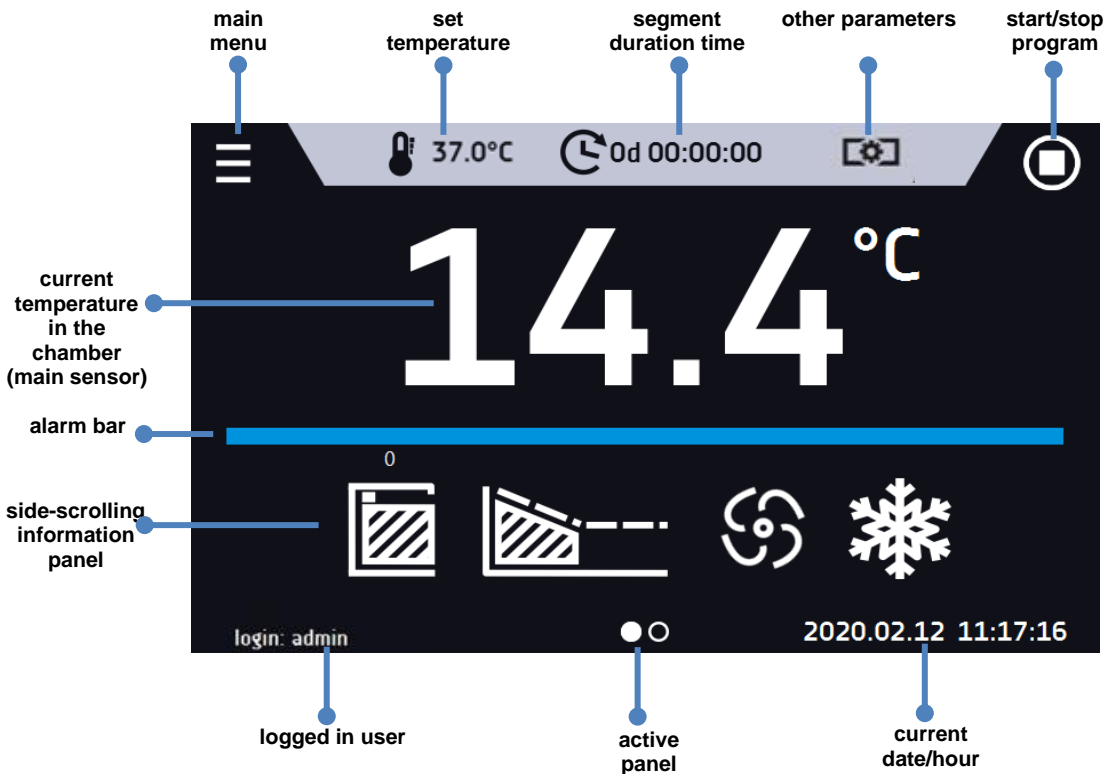 main
menu
set
temperature
segment
duration time
other parameters
start/stop
program
37.0°C
0d 00:00:00
14.4 °C
current
temperature
in the
chamber
(main sensor)
alarm bar
0
side-scrolling
information
panel
login: admin
2020.02.12 11:17:16
logged in user
active
panel
current
date/hour